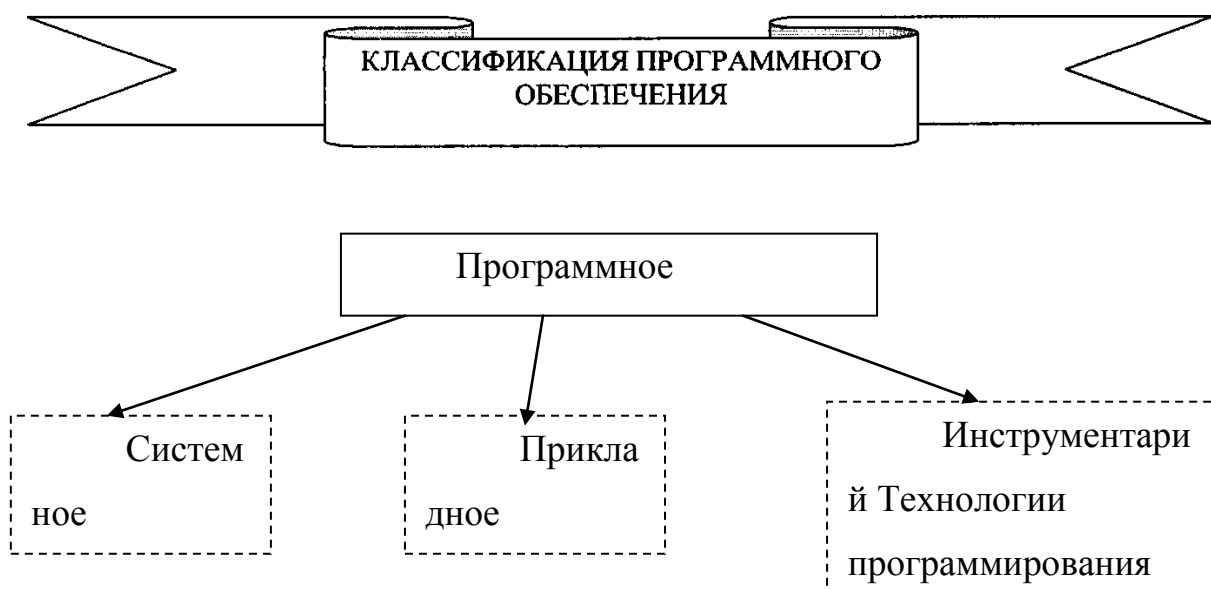 КЛАССИФИКАЦИЯ ПРОГРАММНОГО
ОБЕСПЕЧЕНИЯ
Программное
Систем
ное
Прикла
дное
Инструментари
й Технологии
программирования